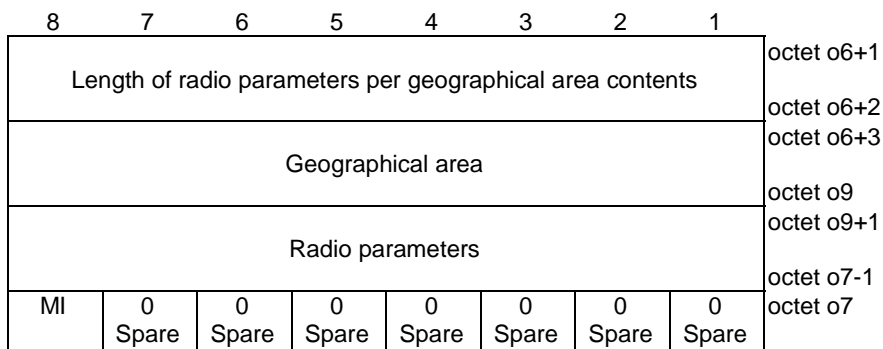 8 7 6 5 4 3 2 1
octet o6+1
Length of radio parameters per geographical area contents
octet o6+2
octet o6+3
Geographical area
octet o9
octet o9+1
Radio parameters
octet o7-1
MI 0 0 0 0 0 0 0 octet o7
Spare Spare Spare Spare Spare Spare Spare